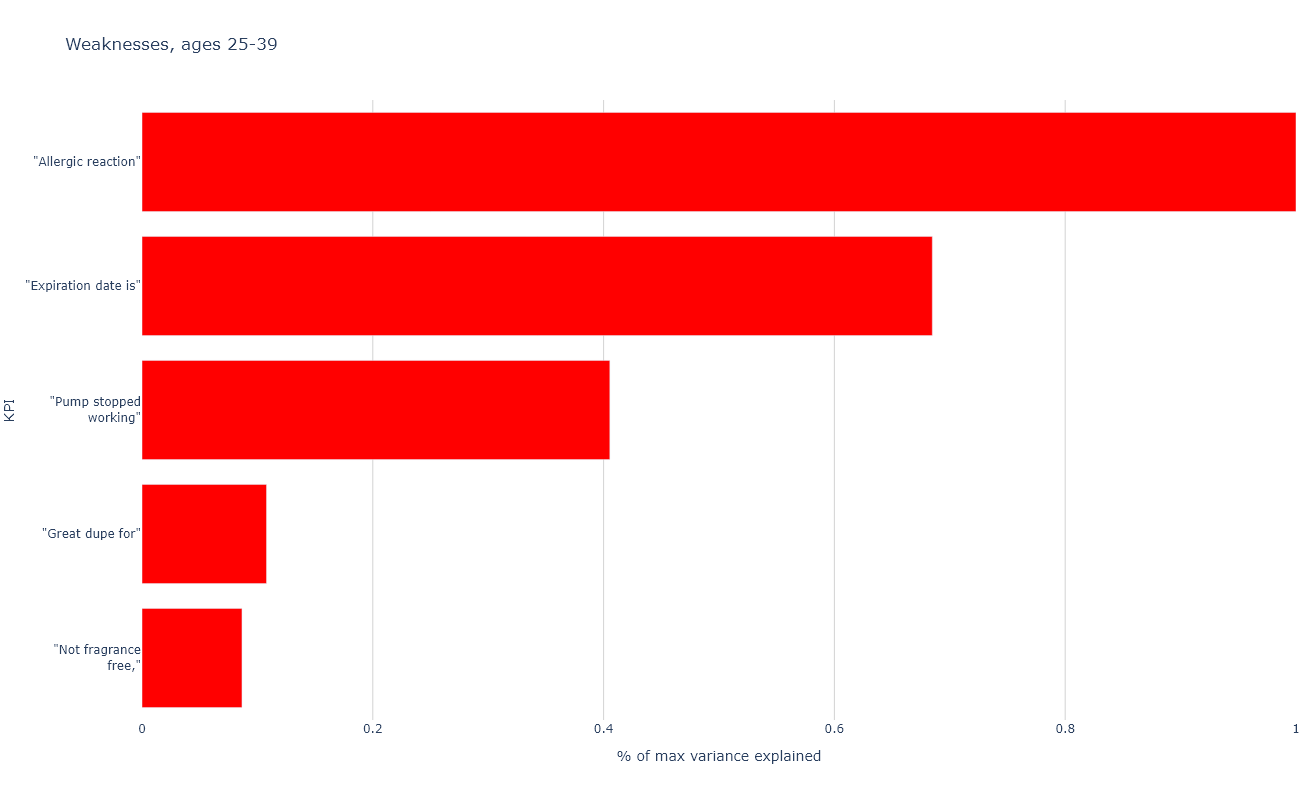 Weaknesses, ages 25-39
KPI
"Allergic reaction"
"Expiration date is"
"Pump stopped
working"
"Great dupe for"
"Not fragrance
free,"
0 0.2 0.4 0.6 0.8 1
% of max variance explained